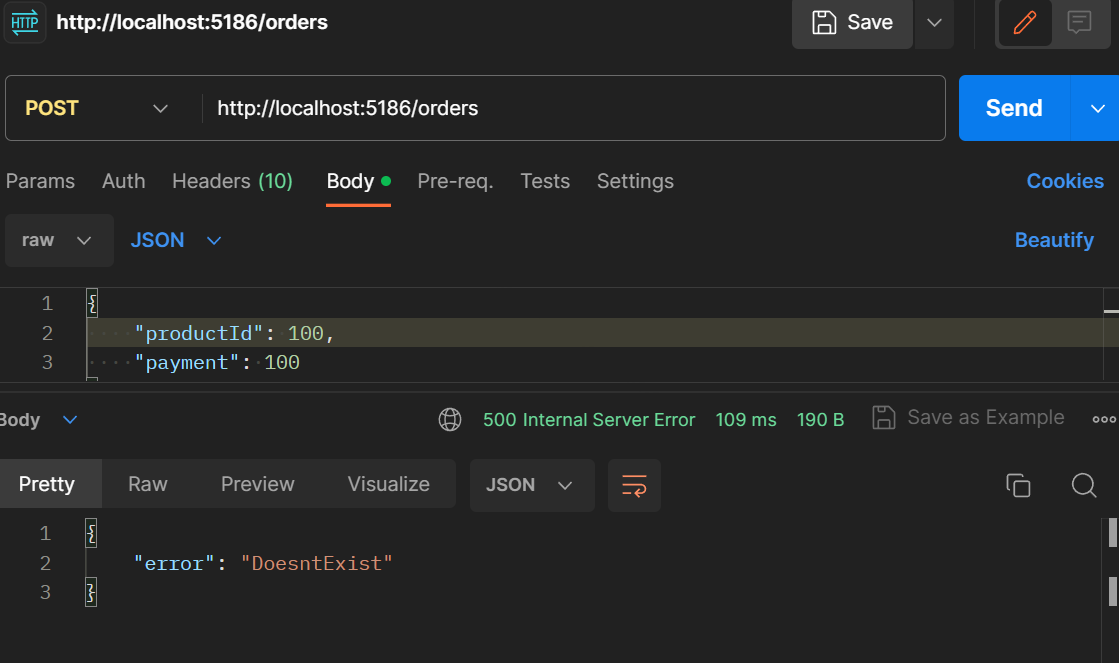 HTTP http://localhost:5186/orders Save
POST http://localhost:5186/orders Send
Params Auth Headers (10) Body Pre-req. Tests Settings Cookies
raw JSON Beautify
1 {
2 "productId": 100,
3 "payment": 100
Body 500 Internal Server Error 109 ms 190 B Save as Example
Pretty Raw Preview Visualize JSON
1 {
2 "error": "DoesntExist"
3 }